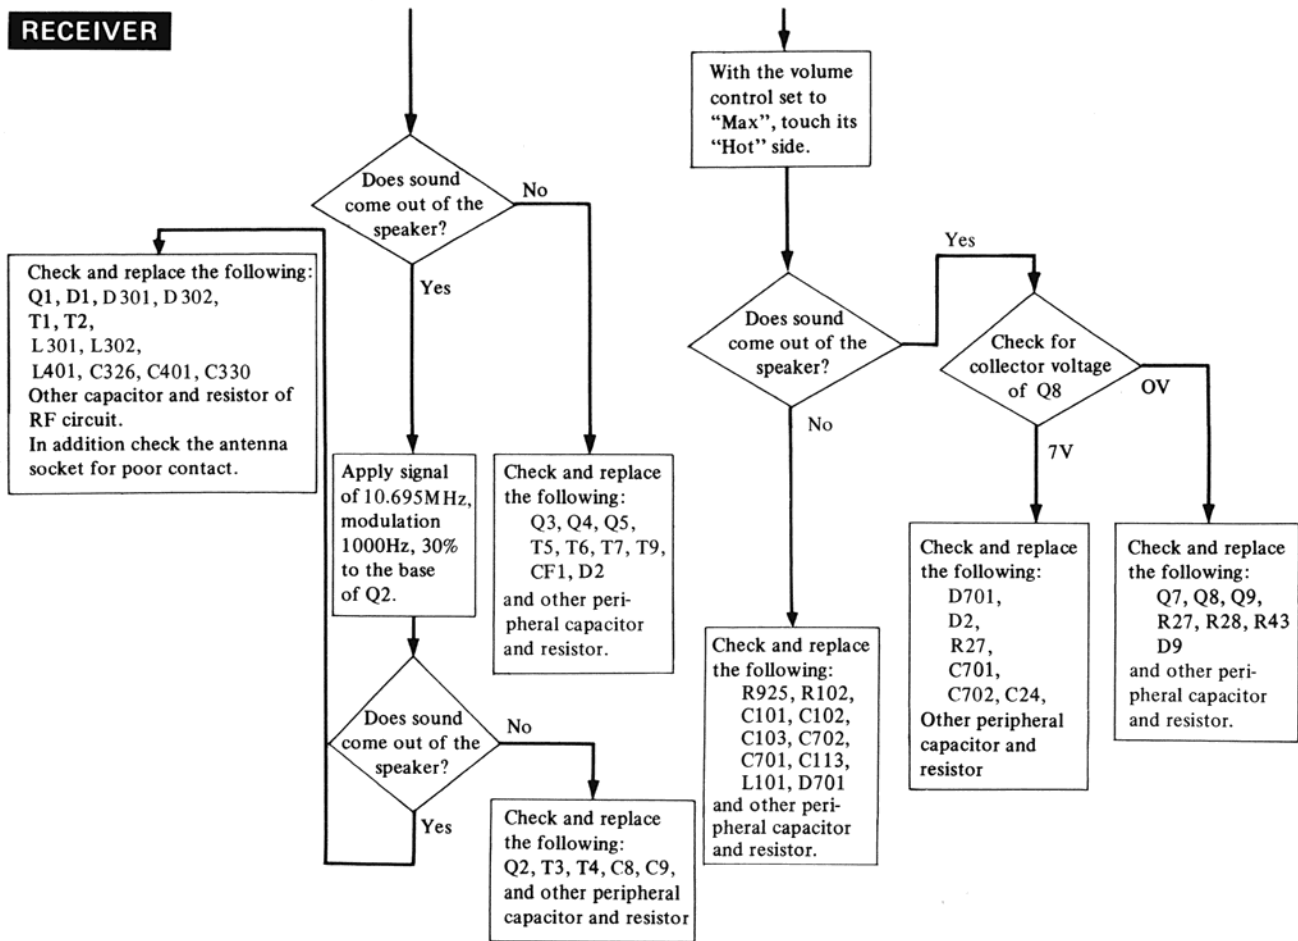 RECEIVER
Does sound
come out of the
speaker?
No
Yes
Check and replace the following:
Q1, D1, D301, D302,
T1, T2,
L301, L302,
L401, C326, C401, C330
Other capacitor and resistor of
RF circuit.
In addition check the antenna
socket for poor contact.
Apply signal
of 10.695MHz,
modulation
1000Hz, 30%
to the base
of Q2.
Check and replace
the following:
Q3, Q4, Q5,
T5, T6, T7, T9,
CF1, D2
and other peri-
pheral capacitor
and resistor.
Does sound
come out of the
speaker?
No
Yes
Check and replace
the following:
Q2, T3, T4, C8, C9,
and other peripheral
capacitor and resistor
With the volume
control set to
“Max”, touch its
“Hot” side.
Does sound
come out of the
speaker?
Yes
No
Check for
collector voltage
of Q8
OV
7V
Check and replace
the following:
R925, R102,
C101, C102,
C103, C702,
C701, C113,
L101, D701
and other peri-
pheral capacitor
and resistor.
Check and replace
the following:
D701,
D2,
R27,
C701,
C702, C24,
Other peripheral
capacitor and
resistor
Check and replace
the following:
Q7, Q8, Q9,
R27, R28, R43
D9
and other peri-
pheral capacitor
and resistor.